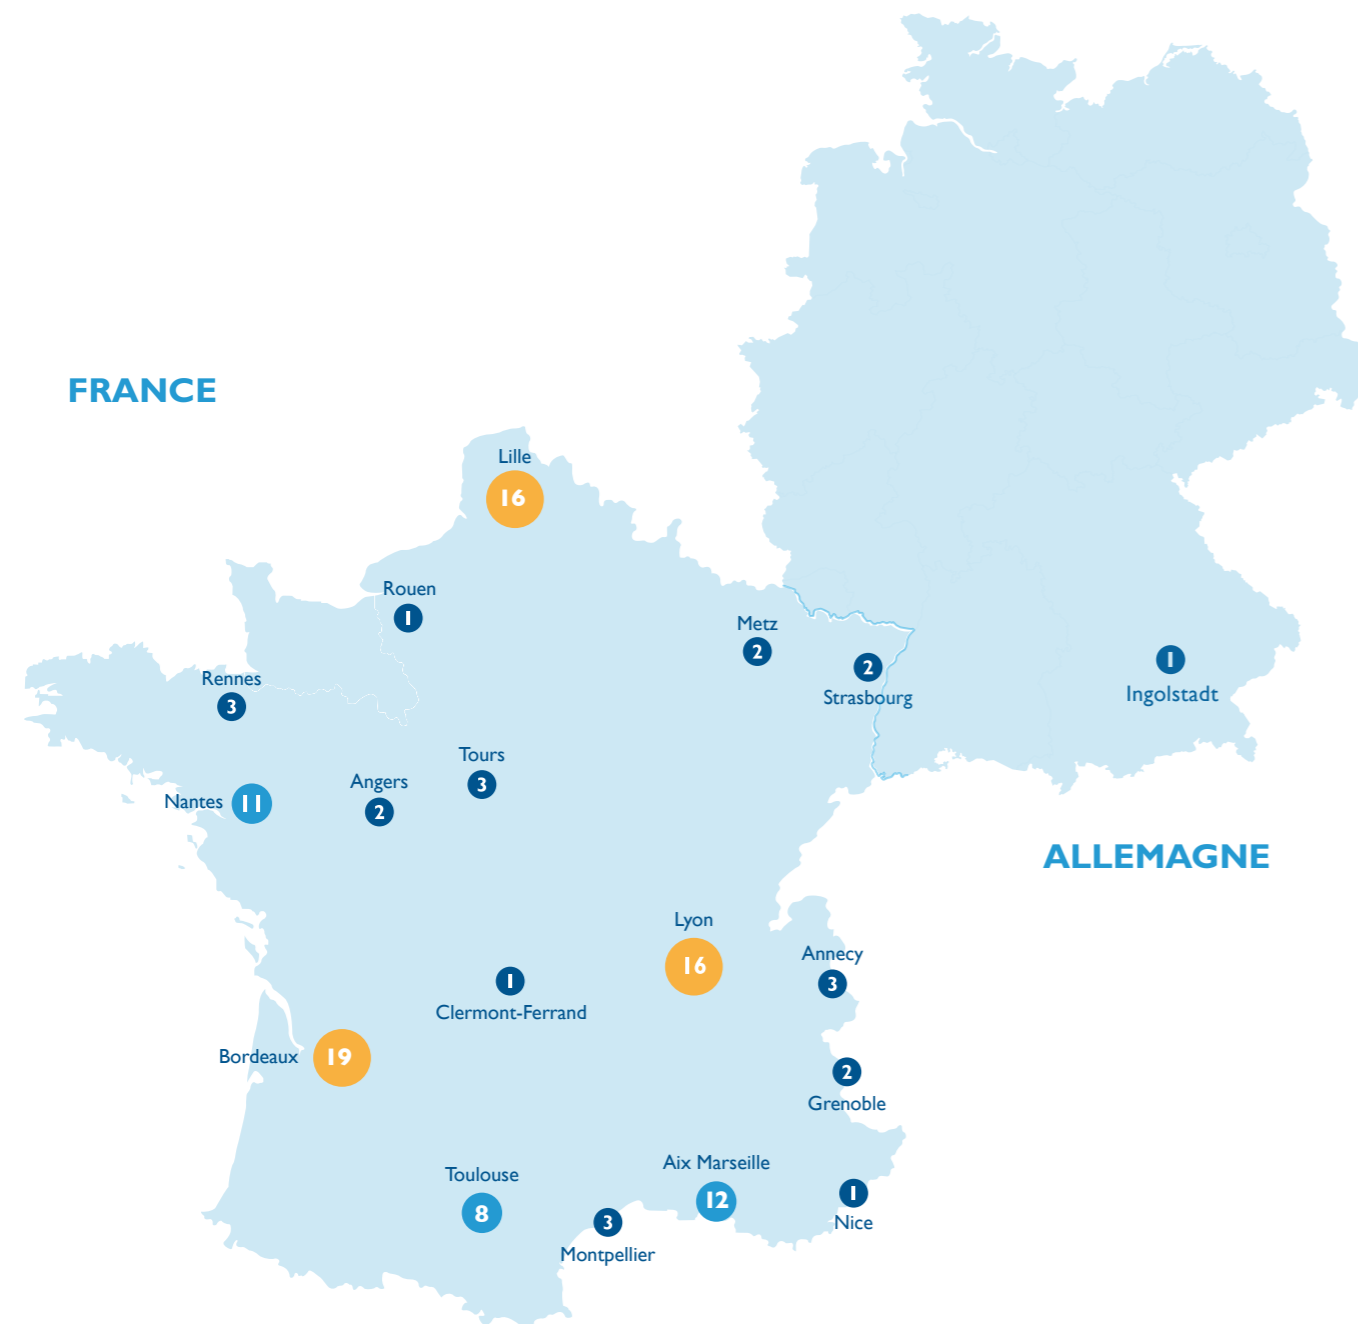 FRANCE
Lille
16
Rouen
1
Metz
2
2
Strasbourg
1
Ingolstadt
Rennes
3
Tours
3
Angers
2
Nantes
11
ALLEMAGNE
Lyon
16
Annecy
3
1
Clermont-Ferrand
Bordeaux
19
2
Grenoble
Aix Marseille
12
Toulouse
8
3
Montpellier
1
Nice